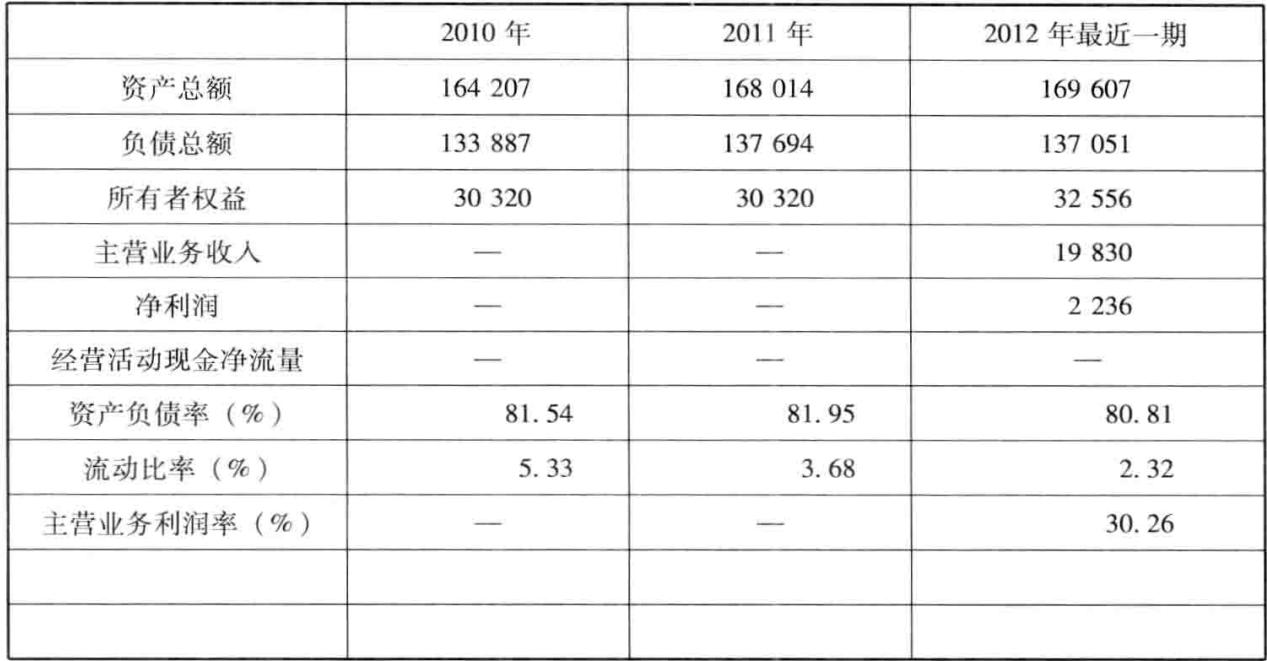 2010 年 2011 年 2012 年最近一期
资产总额 164 207 168 014 169 607
负债总额 133 887 137 694 137 051
所有者权益 30 320 30 320 32 556
主营业务收入 — — 19 830
净利润 — — 2 236
经营活动现金净流量 — — —
资产负债率（%） 81.54 81.95 80.81
流动比率（%） 5.33 3.68 2.32
主营业务利润率（%） — — 30.26